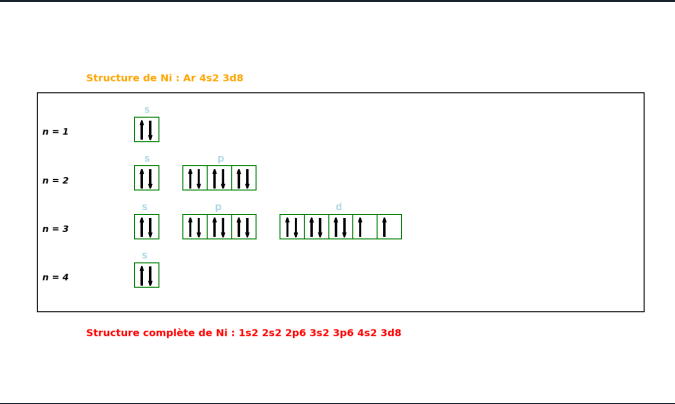 Structure de Ni : Ar 4s2 3d8
s
n = 1
s p
n = 2
s p d
n = 3
s
n = 4
Structure complète de Ni : 1s2 2s2 2p6 3s2 3p6 4s2 3d8